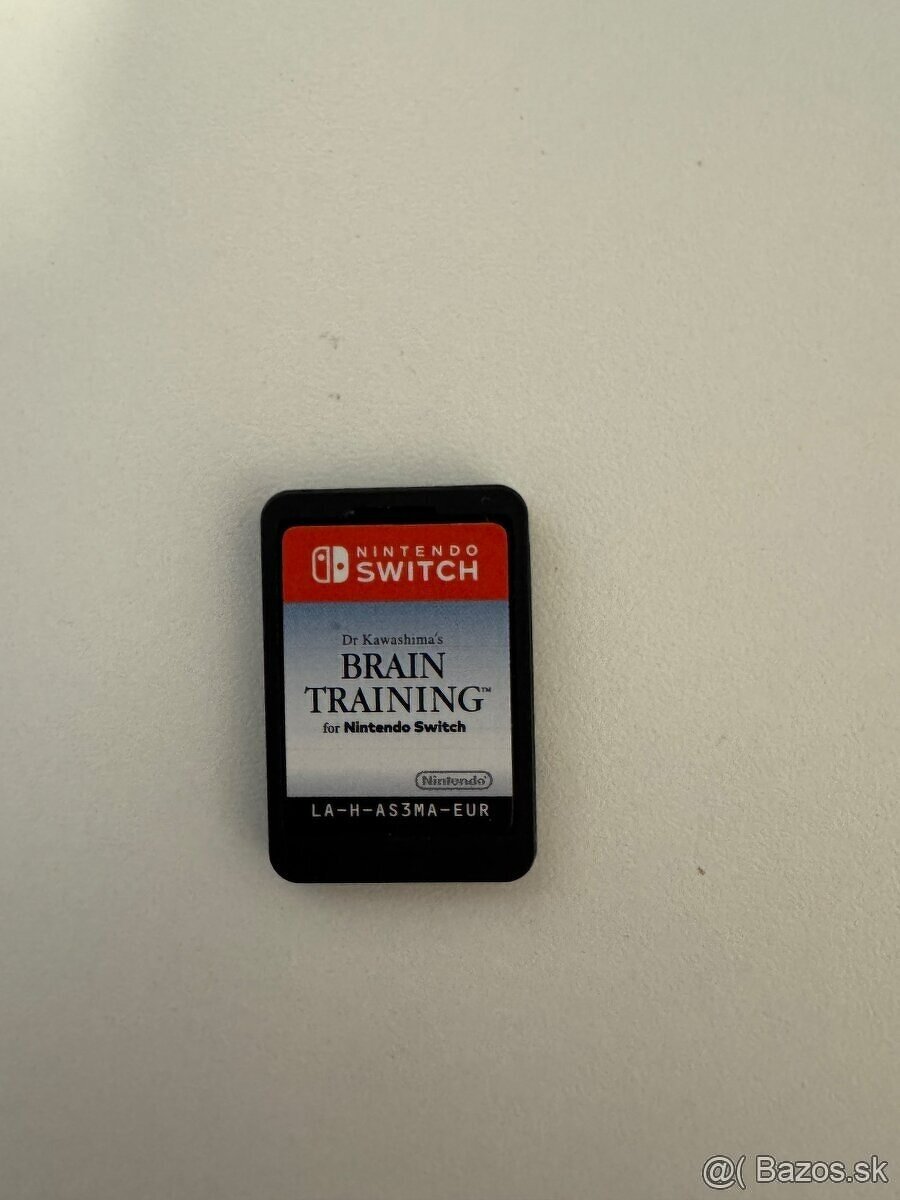 NINTENDO
SWITCH
Dr Kawashima's
BRAIN
TRAINING™
for Nintendo Switch
Nintendo®
LA-H-AS3MA-EUR
@( Bazos.sk